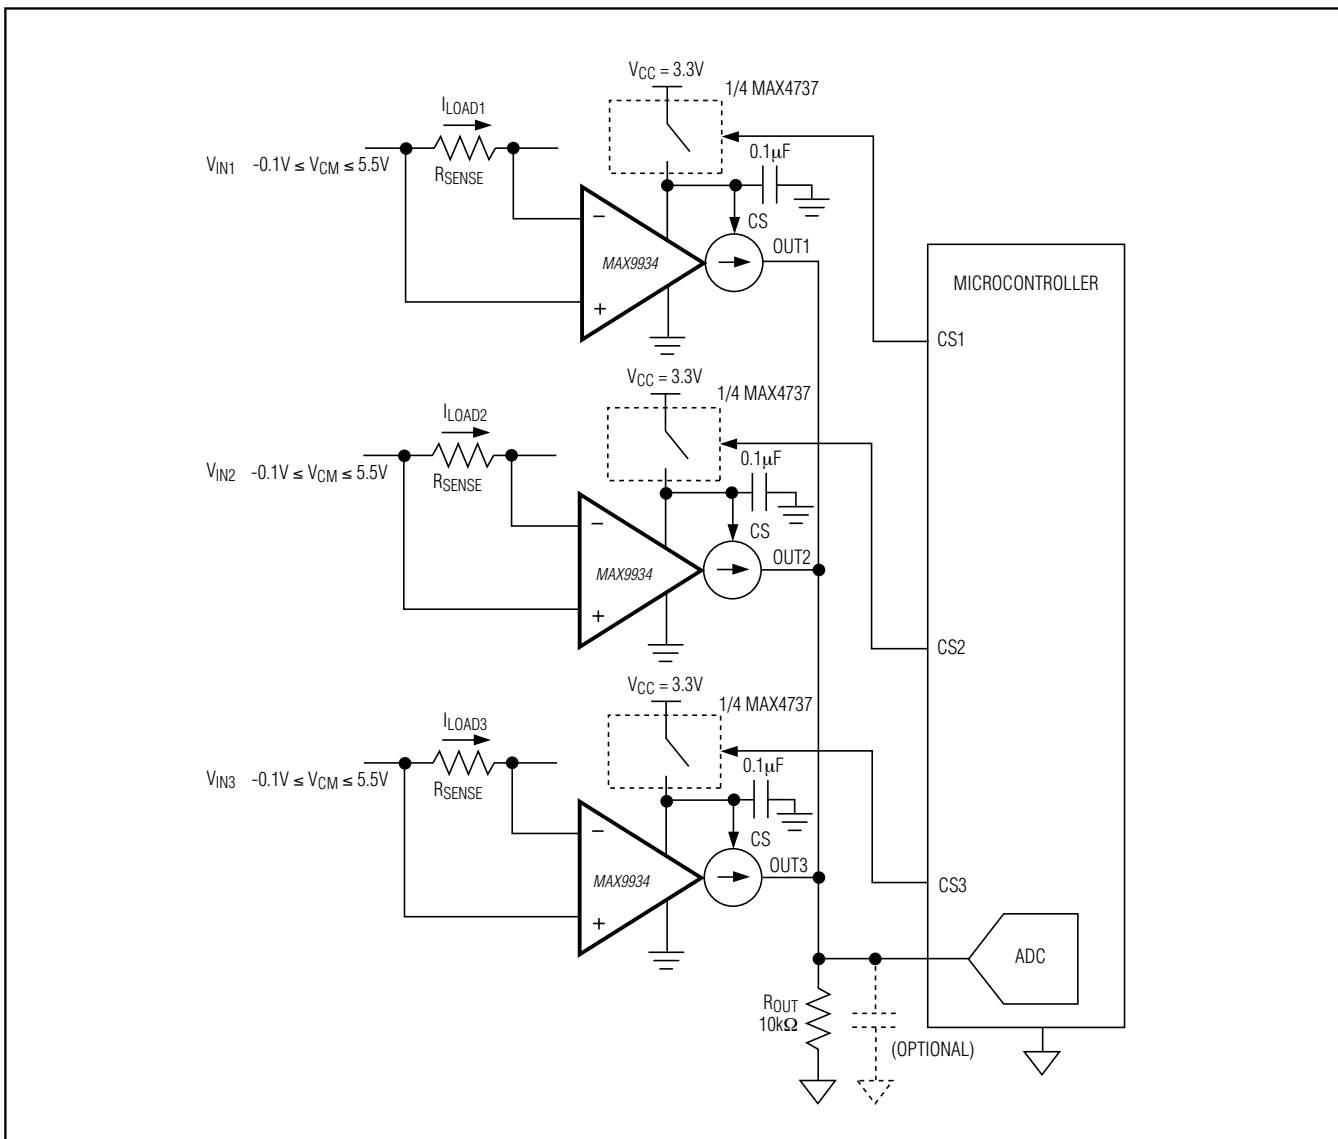 VCC = 3.3V
1/4 MAX4737
ILOAD1
0.1μF
VIN1 -0.1V ≤ VCM ≤ 5.5V
RSENSE
CS
OUT1
−
MAX9934
+
MICROCONTROLLER
CS1
VCC = 3.3V
1/4 MAX4737
ILOAD2
0.1μF
VIN2 -0.1V ≤ VCM ≤ 5.5V
RSENSE
CS
OUT2
−
MAX9934
+
CS2
VCC = 3.3V
1/4 MAX4737
ILOAD3
0.1μF
VIN3 -0.1V ≤ VCM ≤ 5.5V
RSENSE
CS
OUT3
−
MAX9934
+
CS3
ADC
ROUT
10kΩ
(OPTIONAL)